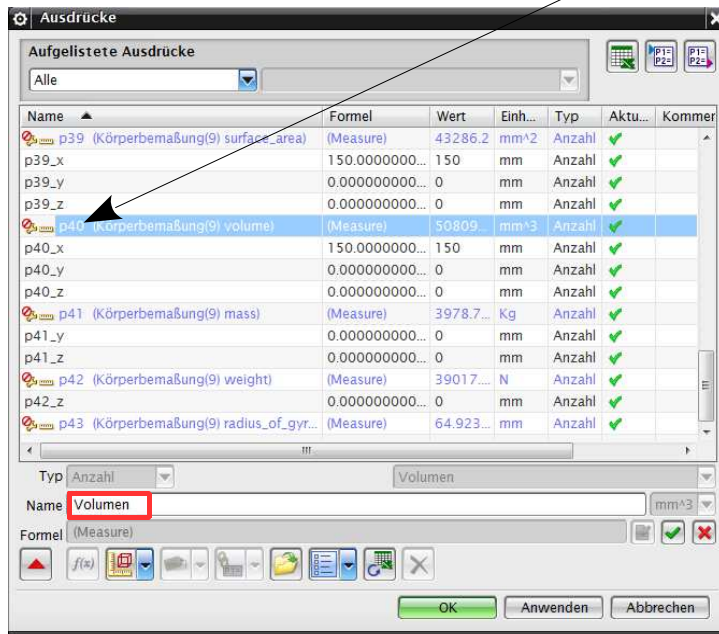 Ausdrücke
Aufgelistete Ausdrücke
Alle
P1= P2= P1= P2=
Name Formel Wert Einh... Typ Aktu... Kommer
p39 (Körperbemaßung(9) surface_area) (Measure) 43286.2 mm^2 Anzahl
p39_x 150.0000000... 150 mm Anzahl
p39_y 0.000000000... 0 mm Anzahl
p39_z 0.000000000... 0 mm Anzahl
p40 (Körperbemaßung(9) volume) (Measure) 50809... mm^3 Anzahl
p40_x 150.0000000... 150 mm Anzahl
p40_y 0.000000000... 0 mm Anzahl
p40_z 0.000000000... 0 mm Anzahl
p41 (Körperbemaßung(9) mass) (Measure) 3978.7... Kg Anzahl
p41_y 0.000000000... 0 mm Anzahl
p41_z 0.000000000... 0 mm Anzahl
p42 (Körperbemaßung(9) weight) (Measure) 39017.... N Anzahl
p42_z 0.000000000... 0 mm Anzahl
p43 (Körperbemaßung(9) radius_of_gyr... (Measure) 64.923... mm Anzahl
Typ Anzahl Volumen
Name Volumen mm^3
Formel (Measure)
f(x)
OK Anwenden Abbrechen